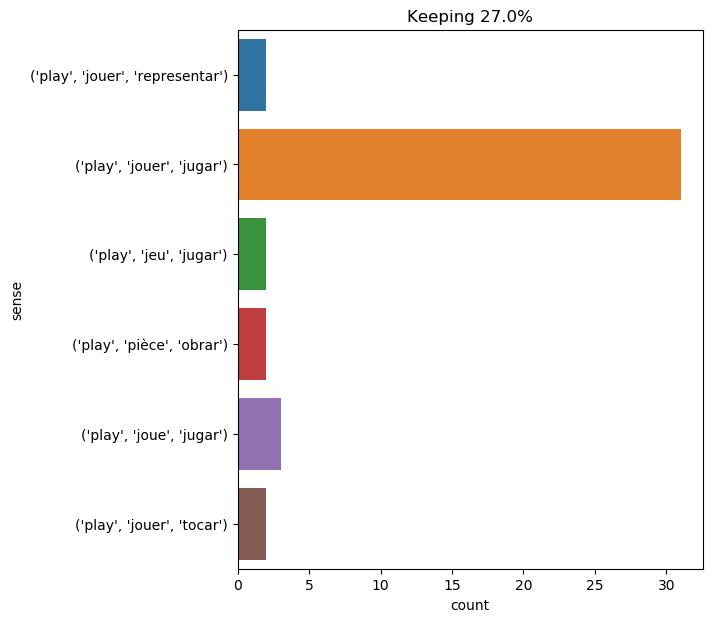 Keeping 27.0%
('play', 'jouer', 'representar')
('play', 'jouer', 'jugar')
('play', 'jeu', 'jugar')
('play', 'pièce', 'obrar')
('play', 'joue', 'jugar')
('play', 'jouer', 'tocar')
sense
0 5 10 15 20 25 30
count